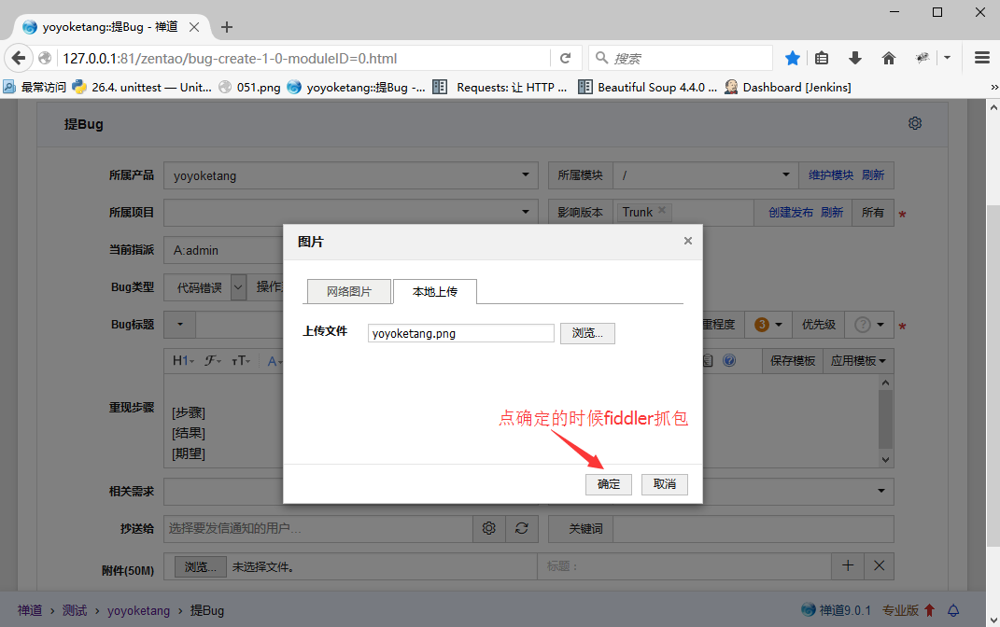 yoyoketang::提Bug - 禅道
127.0.0.1:81/zentao/bug-create-1-0-moduleID=0.html
搜索
最常访问 26.4. unittest — Unit... 051.png yoyoketang::提Bug -... Requests: 让 HTTP ... Beautiful Soup 4.4.0 ... Dashboard [Jenkins]
提Bug
所属产品 yoyoketang 所属模块 / 维护模块 刷新
所属项目 影响版本 Trunk 创建发布 刷新 所有 *
图片
当前指派 A:admin
网络图片 本地上传
Bug类型 代码错误 操作
Bug标题 重程度 3 优先级 ? *
上传文件 yoyoketang.png 浏览...
H1 F TT A 保存模板 应用模板
重现步骤
[步骤]
[结果]
[期望]
点确定的时候fiddler抓包
确定 取消
相关需求
抄送给 选择要发信通知的用户... 关键词
附件(50M) 浏览... 未选择文件。 标题：
禅道 › 测试 › yoyoketang › 提Bug 禅道9.0.1 专业版